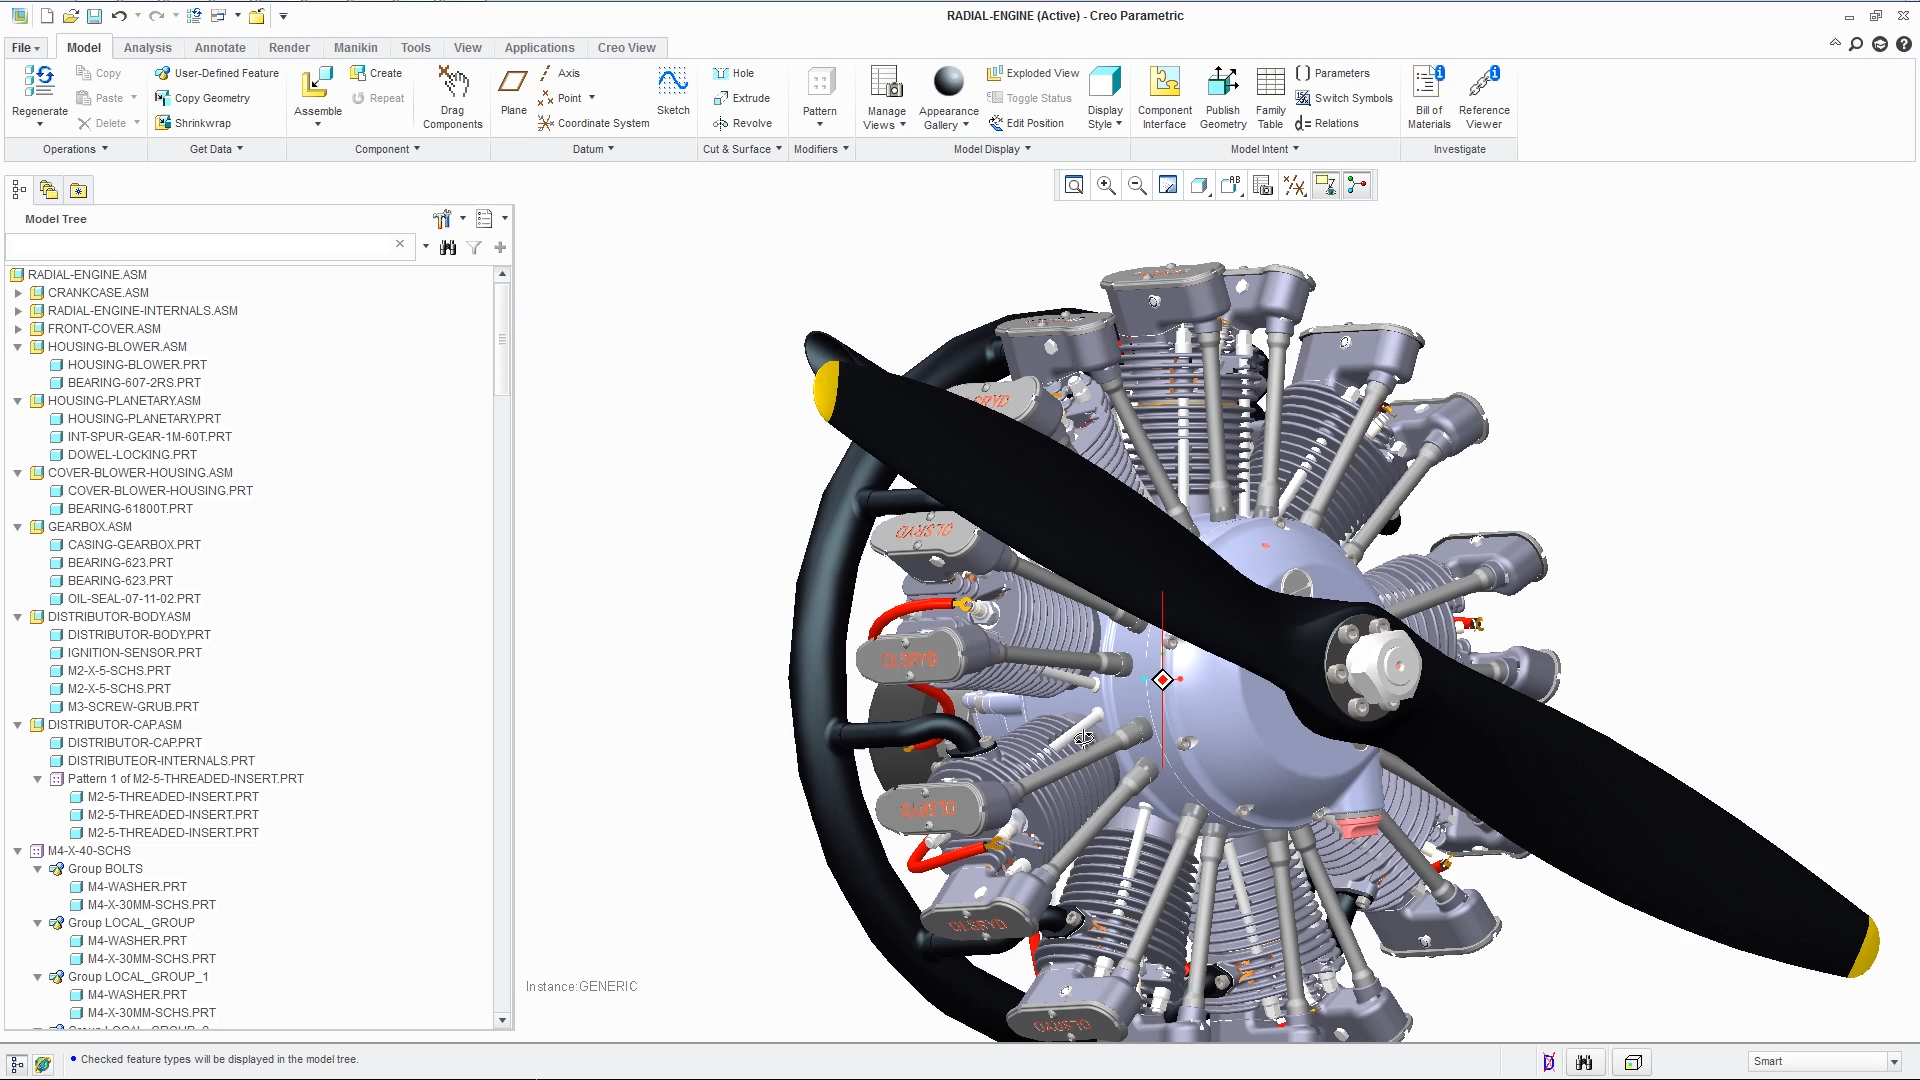 RADIAL-ENGINE (Active) - Creo Parametric
File Model Analysis Annotate Render Manikin Tools View Applications Creo View
Regenerate
Copy
Paste
Delete
Operations
User-Defined Feature
Copy Geometry
Shrinkwrap
Get Data
Assemble
Create
Repeat
Drag
Components
Component
Plane
Axis
Point
Coordinate System
Sketch
Datum
Hole
Extrude
Revolve
Cut & Surface
Pattern
Modifiers
Manage
Views
Appearance
Gallery
Exploded View
Toggle Status
Edit Position
Display
Style
Model Display
Component
Interface
Publish
Geometry
Family
Table
Parameters
Switch Symbols
Relations
Model Intent
Bill of
Materials
Reference
Viewer
Investigate
Model Tree
RADIAL-ENGINE.ASM
CRANKCASE.ASM
RADIAL-ENGINE-INTERNALS.ASM
FRONT-COVER.ASM
HOUSING-BLOWER.ASM
HOUSING-BLOWER.PRT
BEARING-607-2RS.PRT
HOUSING-PLANETARY.ASM
HOUSING-PLANETARY.PRT
INT-SPUR-GEAR-1M-60T.PRT
DOWEL-LOCKING.PRT
COVER-BLOWER-HOUSING.ASM
COVER-BLOWER-HOUSING.PRT
BEARING-61800T.PRT
GEARBOX.ASM
CASING-GEARBOX.PRT
BEARING-623.PRT
BEARING-623.PRT
OIL-SEAL-07-11-02.PRT
DISTRIBUTOR-BODY.ASM
DISTRIBUTOR-BODY.PRT
IGNITION-SENSOR.PRT
M2-X-5-SCHS.PRT
M2-X-5-SCHS.PRT
M3-SCREW-GRUB.PRT
DISTRIBUTOR-CAP.ASM
DISTRIBUTOR-CAP.PRT
DISTRIBUTEOR-INTERNALS.PRT
Pattern 1 of M2-5-THREADED-INSERT.PRT
M2-5-THREADED-INSERT.PRT
M2-5-THREADED-INSERT.PRT
M2-5-THREADED-INSERT.PRT
M4-X-40-SCHS
Group BOLTS
M4-WASHER.PRT
M4-X-30MM-SCHS.PRT
Group LOCAL_GROUP
M4-WASHER.PRT
M4-X-30MM-SCHS.PRT
Group LOCAL_GROUP_1
M4-WASHER.PRT
M4-X-30MM-SCHS.PRT
Instance:GENERIC
Checked feature types will be displayed in the model tree.
Smart